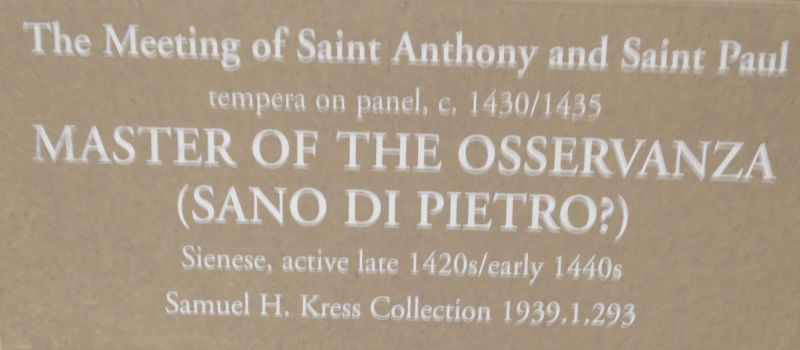 The Meeting of Saint Anthony and Saint Paul
tempera on panel, c. 1430/1435
MASTER OF THE OSSERVANZA
(SANO DI PIETRO?)
Sienese, active late 1420s/early 1440s
Samuel H. Kress Collection 1939.1.293